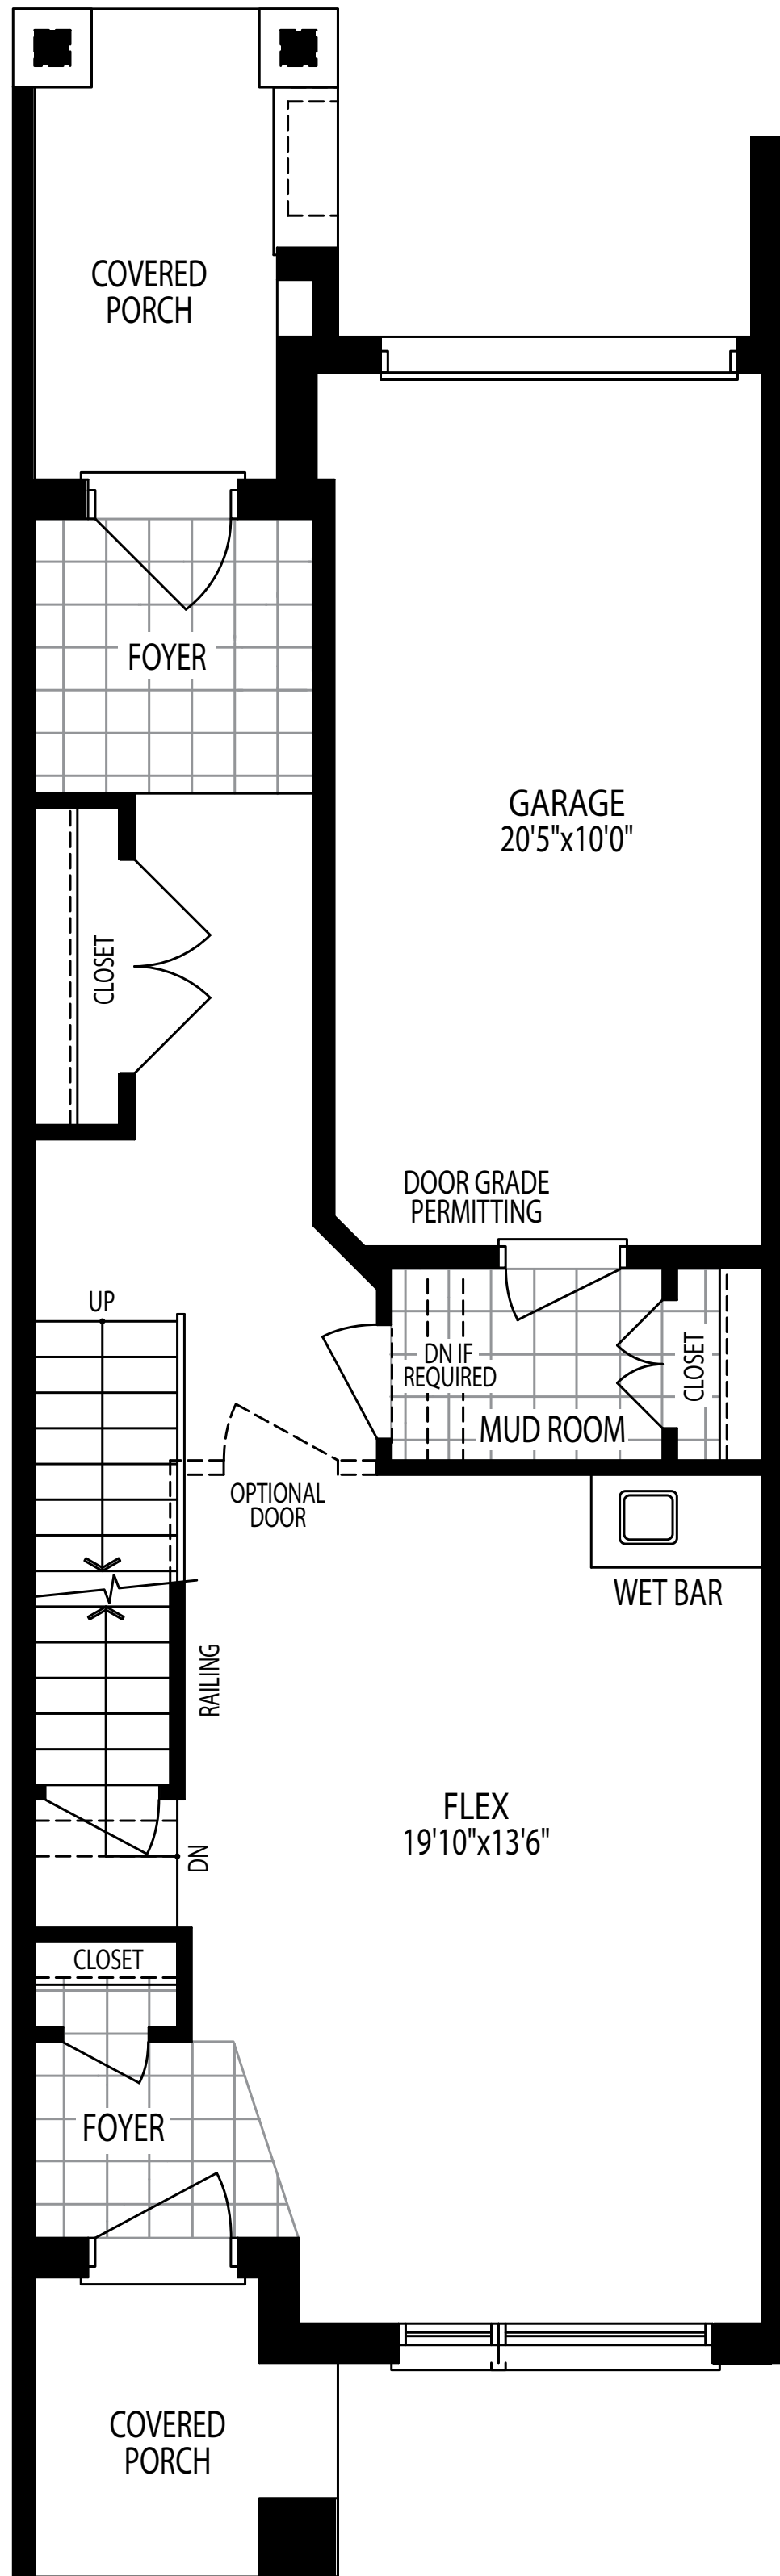 COVERED
PORCH
FOYER
GARAGE
20'5"x10'0"
CLOSET
DOOR GRADE
PERMITTING
UP
DN IF
REQUIRED
CLOSET
MUD ROOM
OPTIONAL
DOOR
WET BAR
RAILING
FLEX
19'10"x13'6"
DN
CLOSET
FOYER
COVERED
PORCH